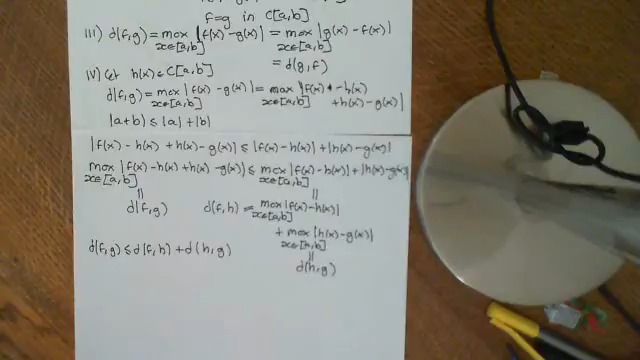 f=g in C[a,b]
III) d(f,g) = max |f(x) - g(x)| = max |g(x) - f(x)|
x∈[a,b] x∈[a,b]
= d(g,f)
IV) Let h(x) ∈ C[a,b]
d(f,g) = max |f(x) - g(x)| = max |f(x) - h(x)
x∈[a,b] x∈[a,b] + h(x) - g(x)|
|a+b| ≤ |a| + |b|
|f(x) - h(x) + h(x) - g(x)| ≤ |f(x) - h(x)| + |h(x) - g(x)|
max |f(x) - h(x) + h(x) - g(x)| ≤ max |f(x) - h(x)| + |h(x) - g(x)|
x∈[a,b] x∈[a,b]
= =
d(f,g) d(f,h) = max |f(x) - h(x)|
x∈[a,b]
+ max |h(x) - g(x)|
x∈[a,b]
d(f,g) ≤ d(f,h) + d(h,g)
=
d(h,g)